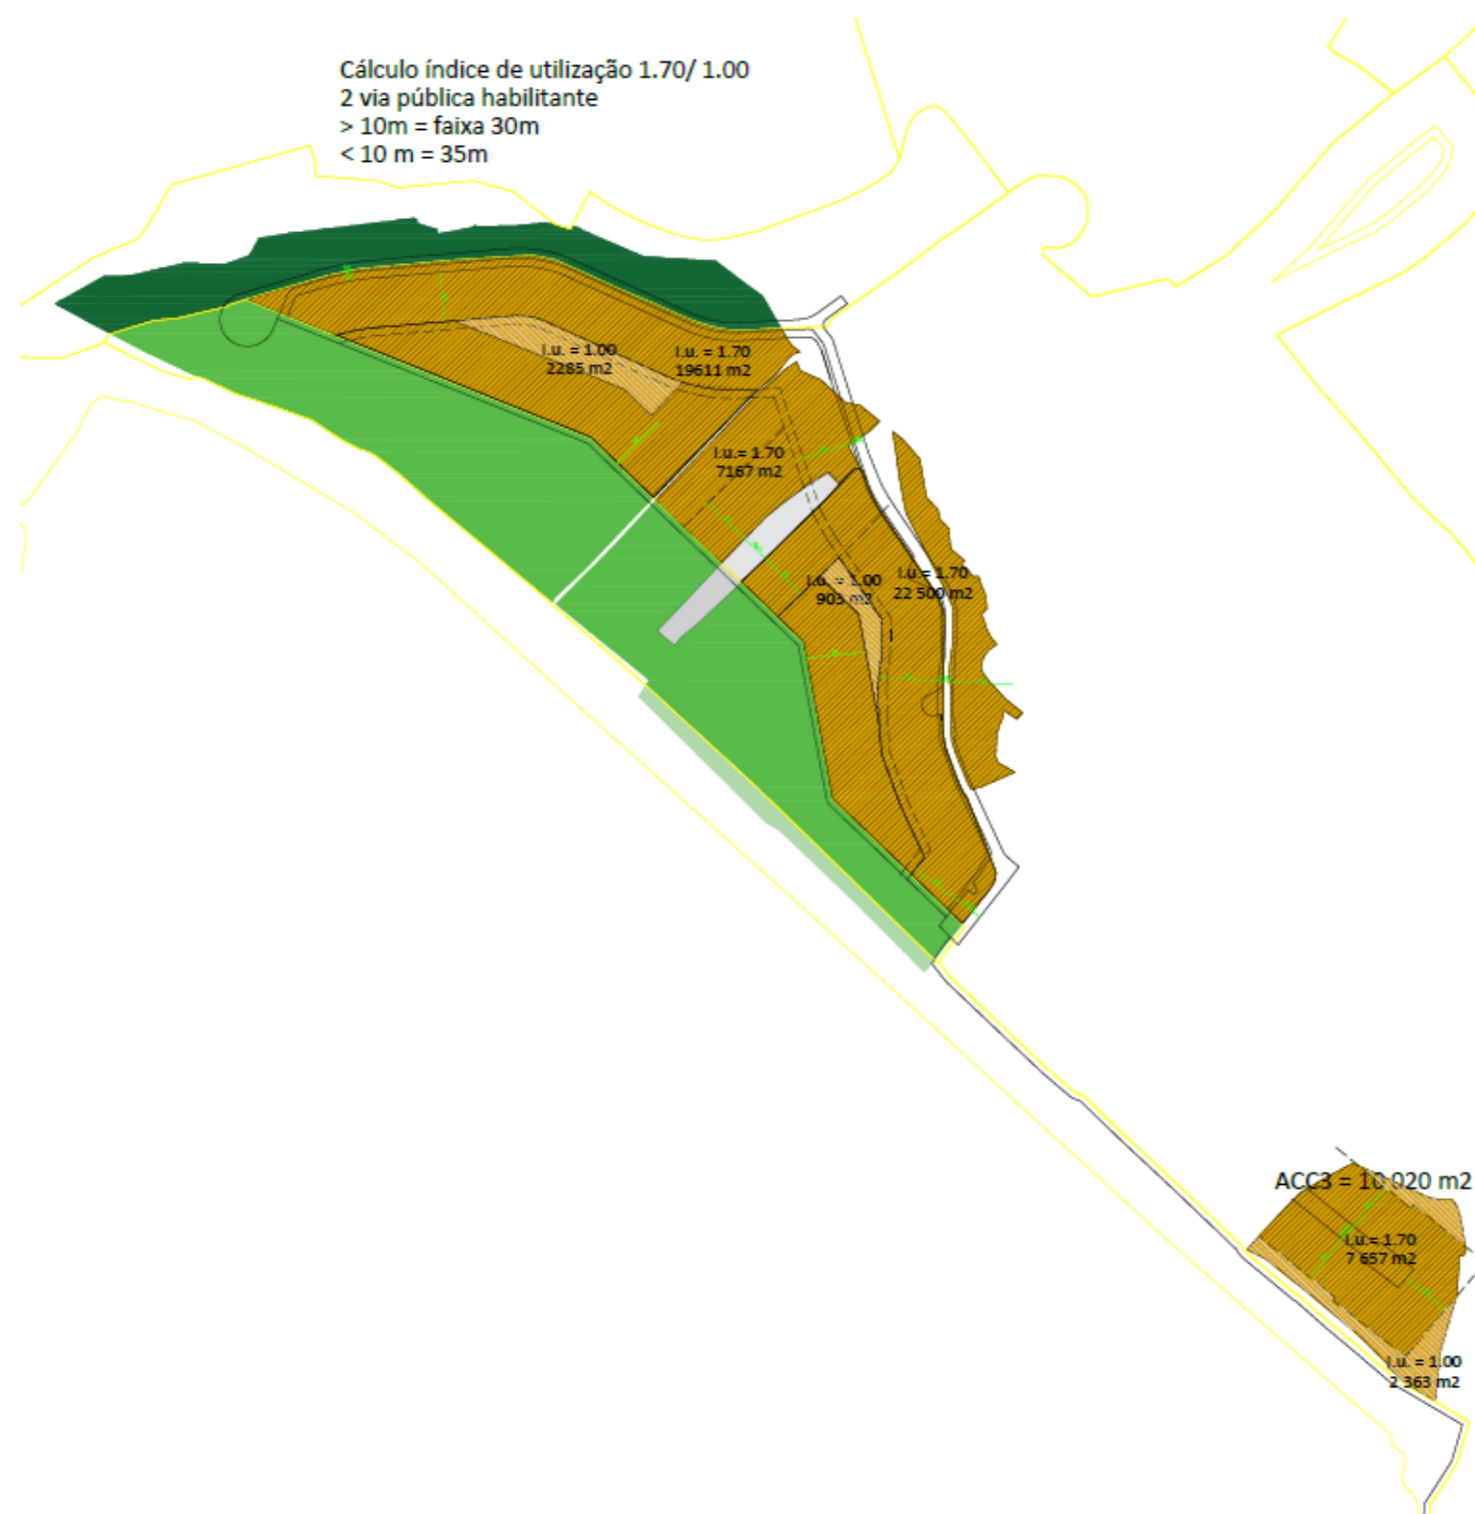 Cálculo índice de utilização 1.70/ 1.00
2 via pública habilitante
> 10m = faixa 30m
< 10 m = 35m
I.u. = 1.00
2285 m2
I.u. = 1.70
19611 m2
I.u.= 1.70
7167 m2
I.u. = 1.00
903 m2
I.u.= 1.70
22 500 m2
ACC3 = 10 020 m2
I.u.= 1.70
7 657 m2
I.u. = 1.00
2 363 m2